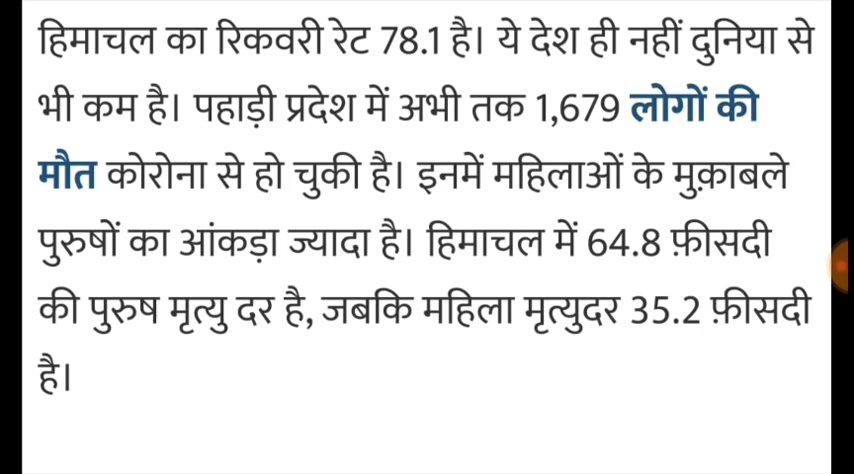 हिमाचल का रिकवरी रेट 78.1 है। ये देश ही नहीं दुनिया से
भी कम है। पहाड़ी प्रदेश में अभी तक 1,679 लोगों की
मौत कोरोना से हो चुकी है। इनमें महिलाओं के मुक़ाबले
पुरुषों का आंकड़ा ज्यादा है। हिमाचल में 64.8 फ़ीसदी
की पुरुष मृत्यु दर है, जबकि महिला मृत्युदर 35.2 फ़ीसदी
है।